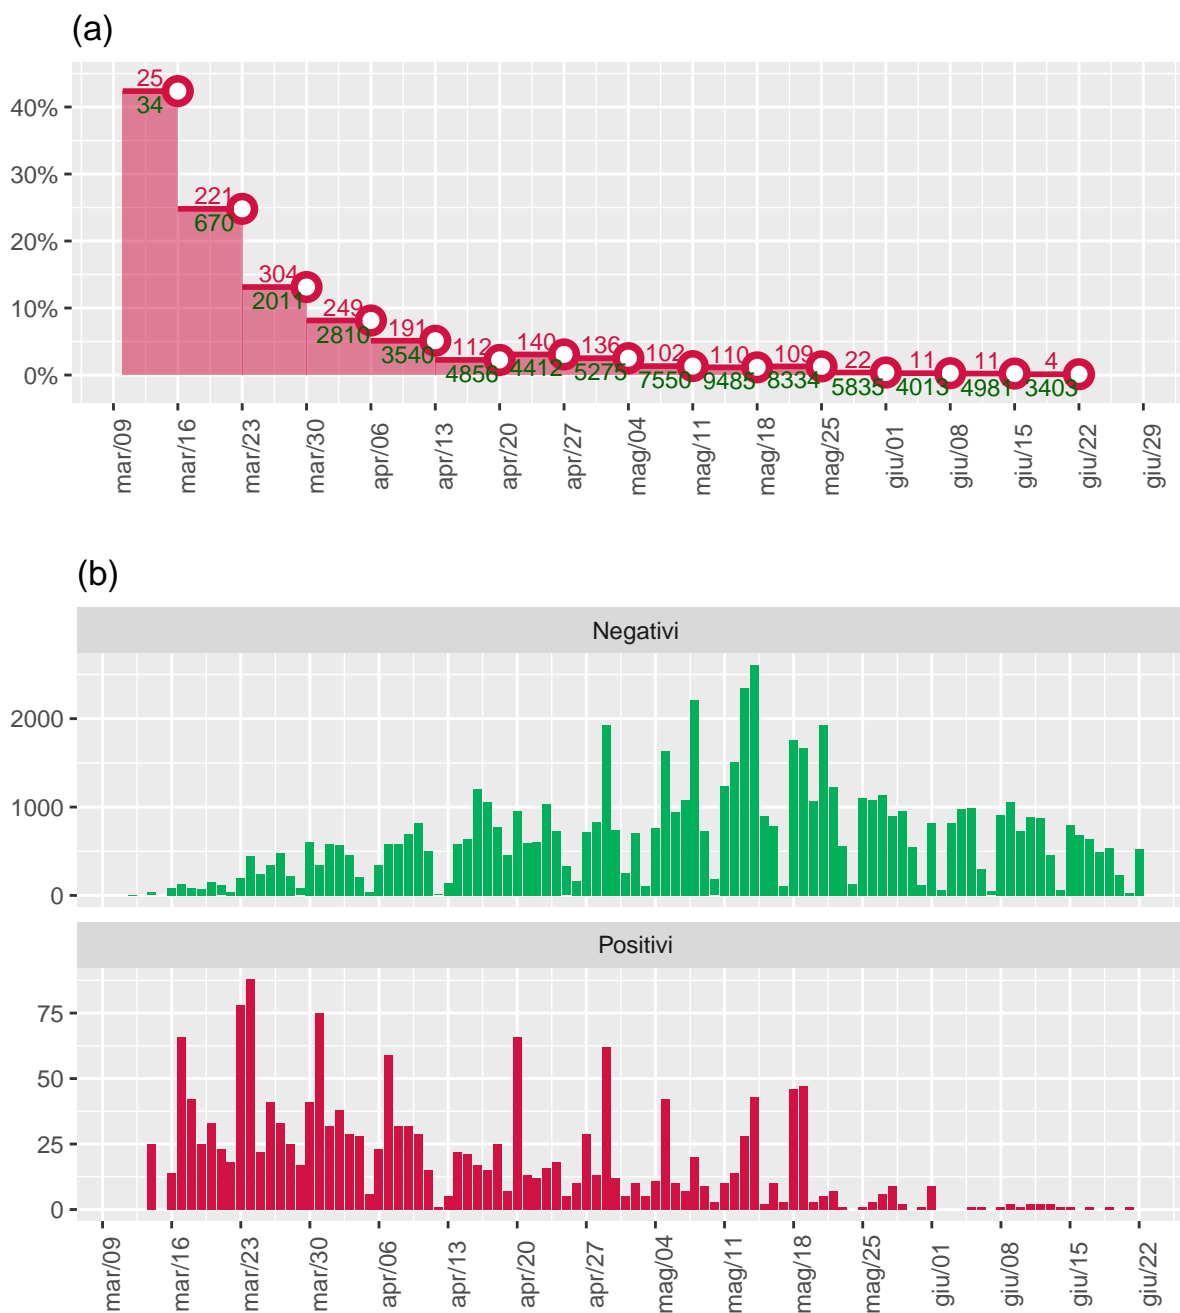 (a)
25 221 304 249 191 112 140 136 102 110 109 22 11 11 4
34 670 2011 2810 3540 4856 4412 5275 7550 9485 8334 5835 4013 4981 3403
40%
30%
20%
10%
0%
mar/09 mar/16 mar/23 mar/30 apr/06 apr/13 apr/20 apr/27 mag/04 mag/11 mag/18 mag/25 giu/01 giu/08 giu/15 giu/22 giu/29
(b)
Negativi
2000
1000
0
Positivi
75
50
25
0
mar/09 mar/16 mar/23 mar/30 apr/06 apr/13 apr/20 apr/27 mag/04 mag/11 mag/18 mag/25 giu/01 giu/08 giu/15 giu/22